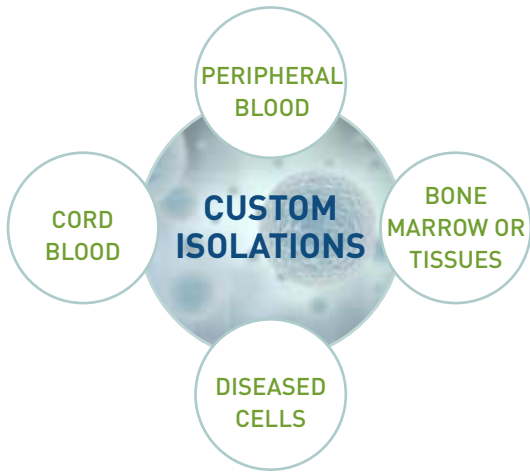 PERIPHERAL
BLOOD
CORD
BLOOD
CUSTOM
ISOLATIONS
BONE
MARROW OR
TISSUES
DISEASED
CELLS